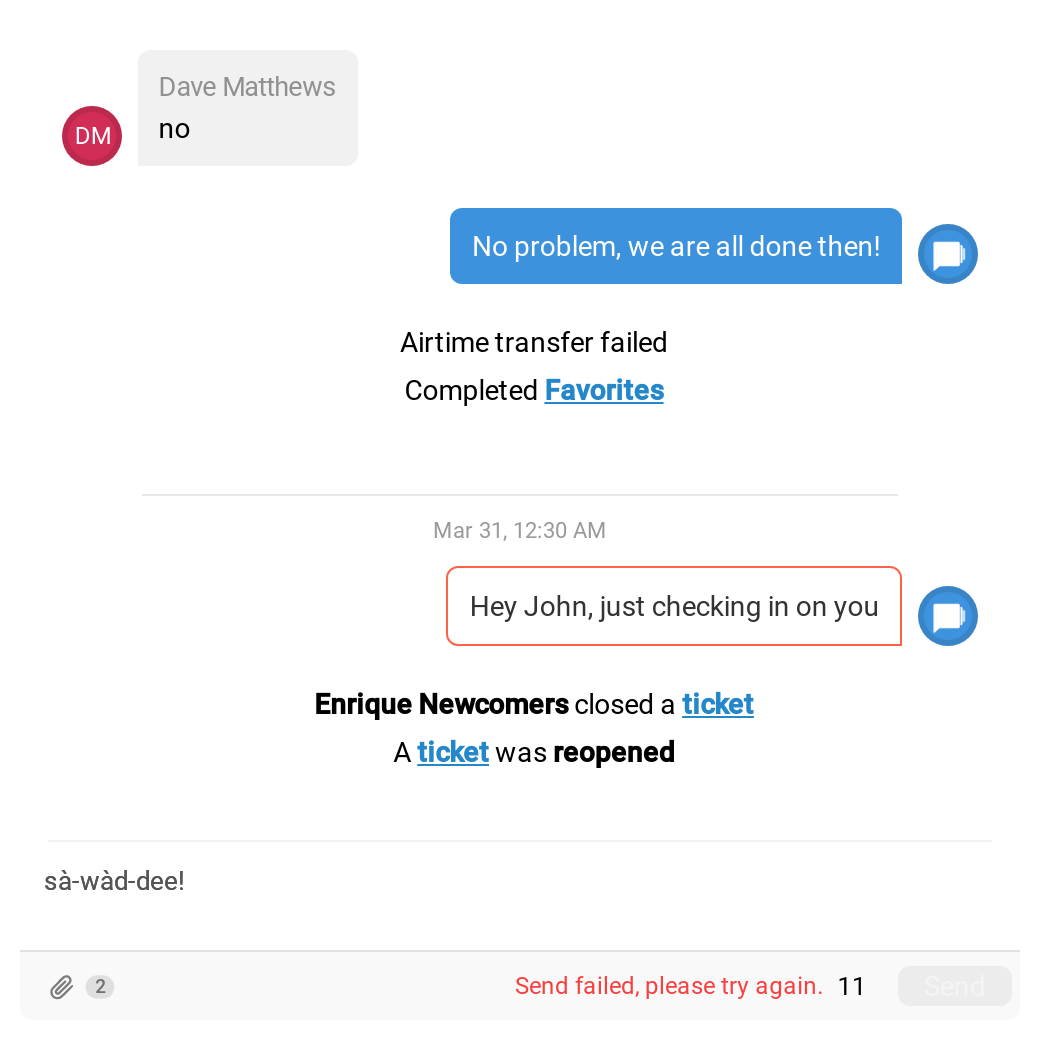 Dave Matthews
DM
no
No problem, we are all done then!
Airtime transfer failed
Completed Favorites
Mar 31, 12:30 AM
Hey John, just checking in on you
Enrique Newcomers closed a ticket
A ticket was reopened
sà-wàd-dee!
2 Send failed, please try again. 11 Send